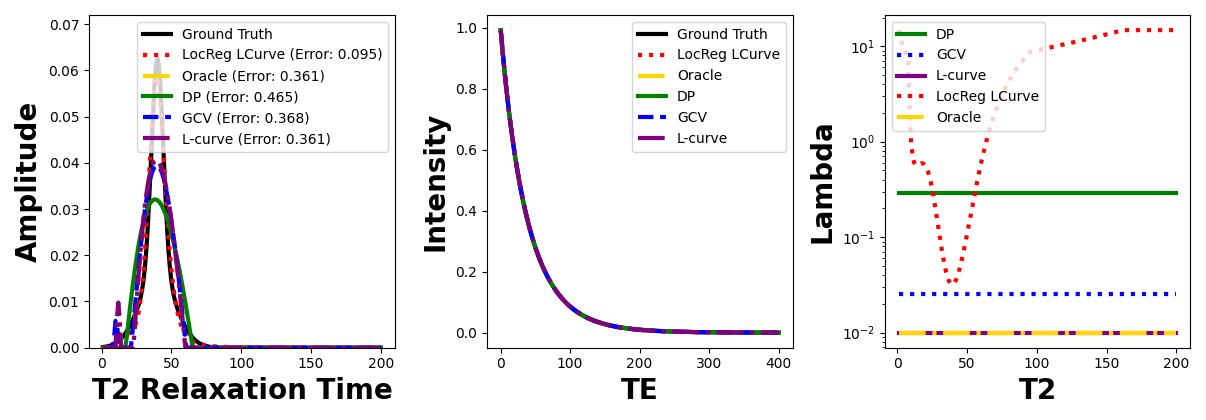 0.07
0.06
0.05
0.04
0.03
0.02
0.01
0.00
Amplitude
0
50
100
150
200
T2 Relaxation Time
Ground Truth
LocReg LCurve (Error: 0.095)
Oracle (Error: 0.361)
DP (Error: 0.465)
GCV (Error: 0.368)
L-curve (Error: 0.361)
1.0
0.8
0.6
0.4
0.2
0.0
Intensity
0
100
200
300
400
TE
Ground Truth
LocReg LCurve
Oracle
DP
GCV
L-curve
10¹
10⁰
10⁻¹
10⁻²
Lambda
0
50
100
150
200
T2
DP
GCV
L-curve
LocReg LCurve
Oracle